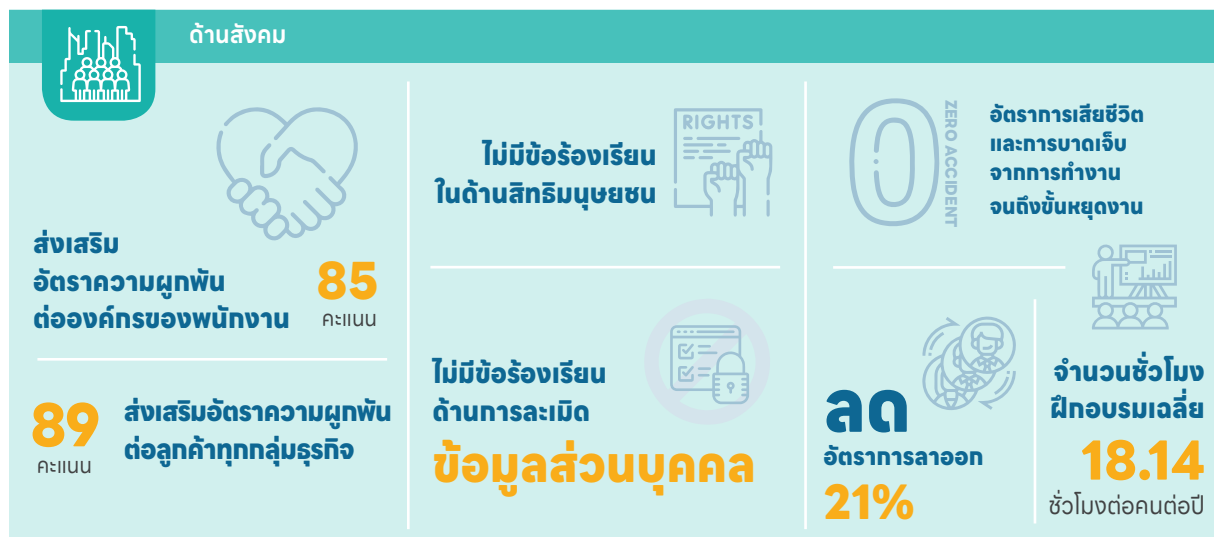 ด้านสังคม
ส่งเสริม
อัตราความผูกพัน
ต่อองค์กรของพนักงาน
85
คะแนน
89
คะแนน
ส่งเสริมอัตราความผูกพัน
ต่อลูกค้าทุกกลุ่มธุรกิจ
ไม่มีข้อร้องเรียน
ในด้านสิทธิมนุษยชน
RIGHTS
ไม่มีข้อร้องเรียน
ด้านการละเมิด
ข้อมูลส่วนบุคคล
0
ZERO ACCIDENT
อัตราการเสียชีวิต
และการบาดเจ็บ
จากการทำงาน
จนถึงขั้นหยุดงาน
ลด
อัตราการลาออก
21%
จำนวนชั่วโมง
ฝึกอบรมเฉลี่ย
18.14
ชั่วโมงต่อคนต่อปี